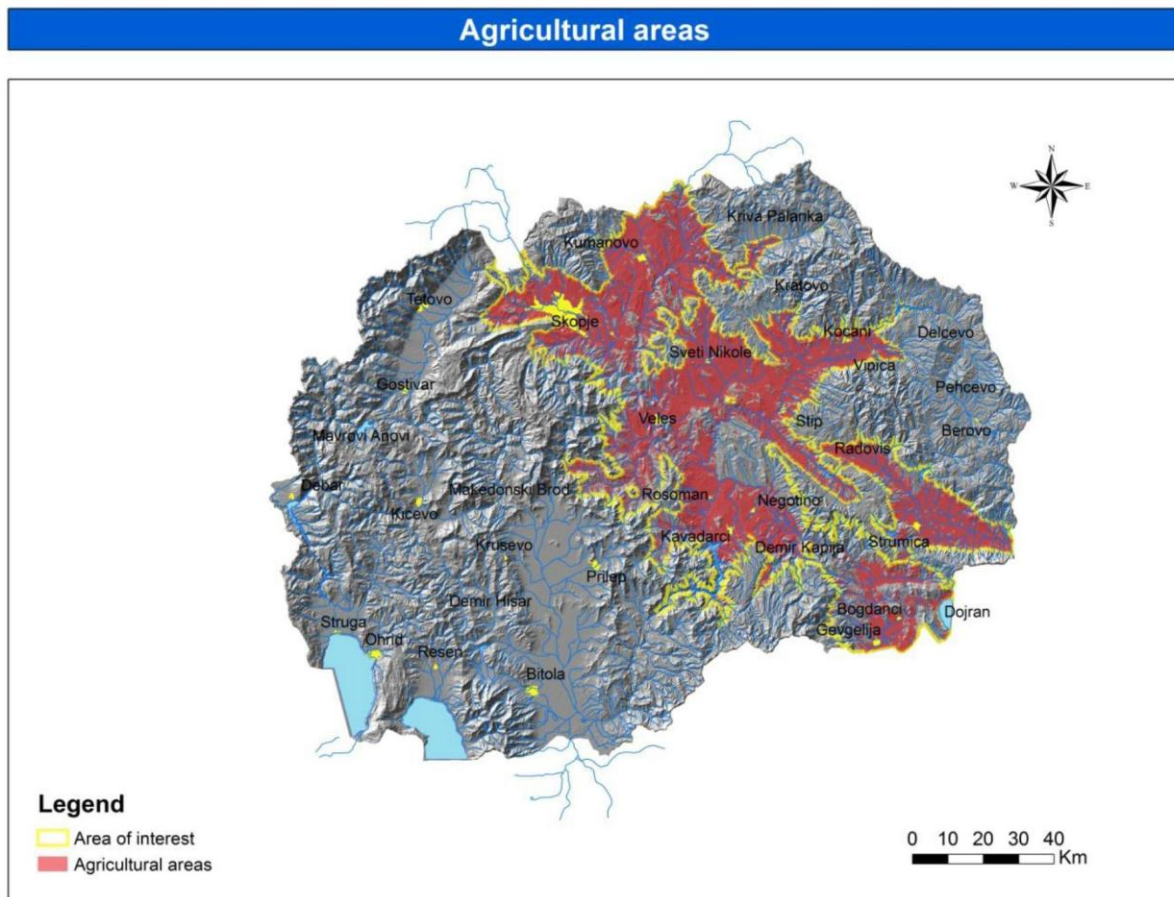 Agricultural areas
N
W E
S
Kriva Palanka
Kumanovo
Kratovo
Tetovo
Skopje
Kocani
Delcevo
Sveti Nikole
Vinica
Gostivar
Pehcevo
Veles
Stip
Berovo
Mavrovi Anovi
Radovis
Debar
Makedonski Brod
Rosoman
Negotino
Kicevo
Kavadarci
Strumica
Krusevo
Demir Kapija
Prilep
Demir Hisar
Bogdanci
Dojran
Struga
Gevgelija
Ohrid
Resen
Bitola
Legend
Area of interest
Agricultural areas
0 10 20 30 40
Km